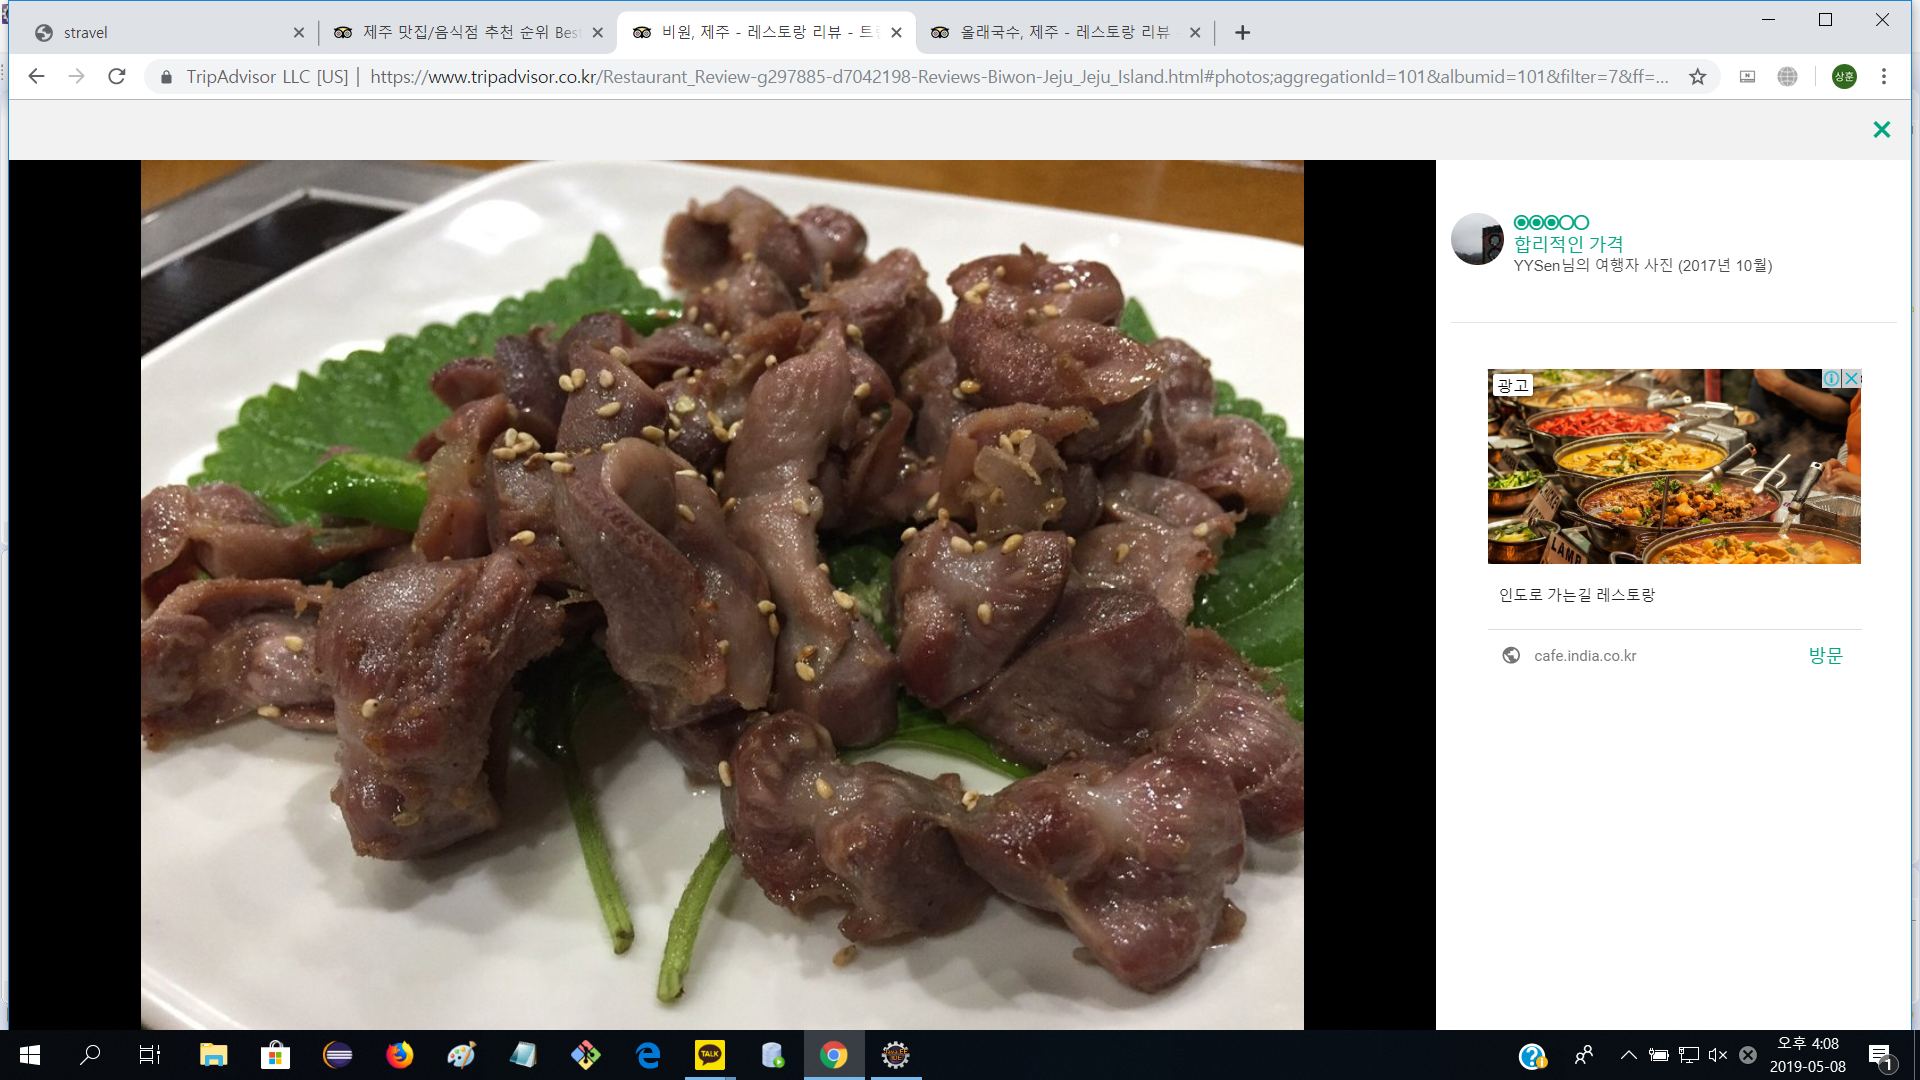 stravel
제주 맛집/음식점 추천 순위 Bes
비원, 제주 - 레스토랑 리뷰 - 트
올래국수, 제주 - 레스토랑 리뷰
TripAdvisor LLC [US] | https://www.tripadvisor.co.kr/Restaurant_Review-g297885-d7042198-Reviews-Biwon-Jeju_Jeju_Island.html#photos;aggregationId=101&albumid=101&filter=7&ff=...
상훈
합리적인 가격
YYSen님의 여행자 사진 (2017년 10월)
광고
LAMB
인도로 가는길 레스토랑
cafe.india.co.kr
방문
TALK
오후 4:08
2019-05-08
1